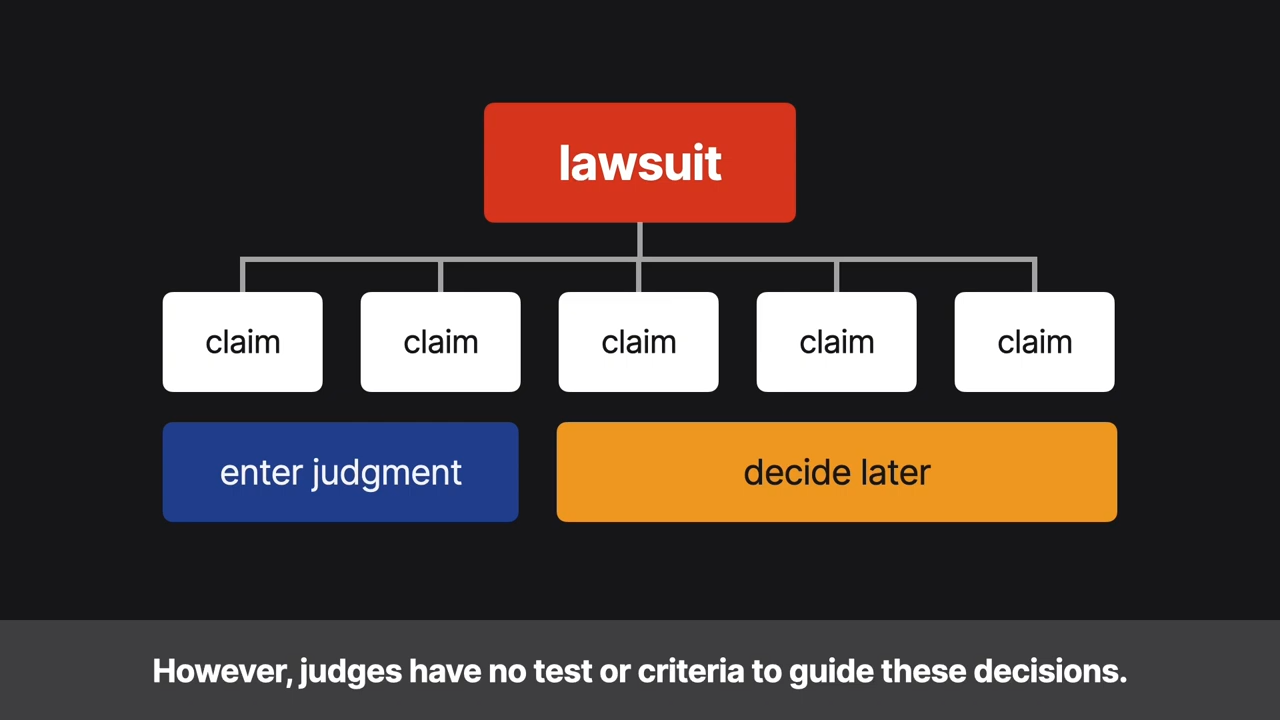 lawsuit
claim claim claim claim claim
enter judgment decide later
However, judges have no test or criteria to guide these decisions.